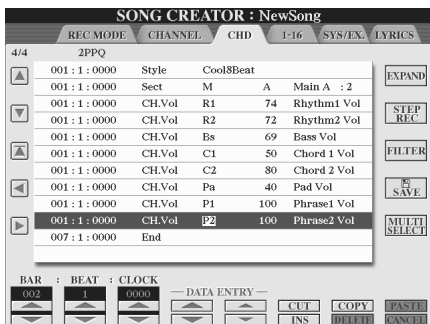 SONG CREATOR : NewSong
REC MODE CHANNEL CHD 1-16 SYS/EX. LYRICS
4/4 2PPQ
001 : 1 : 0000 Style Cool8Beat
001 : 1 : 0000 Sect M A Main A : 2
001 : 1 : 0000 CH.Vol R1 74 Rhythm1 Vol
001 : 1 : 0000 CH.Vol R2 72 Rhythm2 Vol
001 : 1 : 0000 CH.Vol Bs 69 Bass Vol
001 : 1 : 0000 CH.Vol C1 50 Chord 1 Vol
001 : 1 : 0000 CH.Vol C2 80 Chord 2 Vol
001 : 1 : 0000 CH.Vol Pa 40 Pad Vol
001 : 1 : 0000 CH.Vol P1 100 Phrase1 Vol
001 : 1 : 0000 CH.Vol P2 100 Phrase2 Vol
007 : 1 : 0000 End
EXPAND
STEP
REC
FILTER
SAVE
MULTI
SELECT
BAR : BEAT : CLOCK
002 1 0000
DATA ENTRY
CUT COPY PASTE
INS DELETE CANCEL